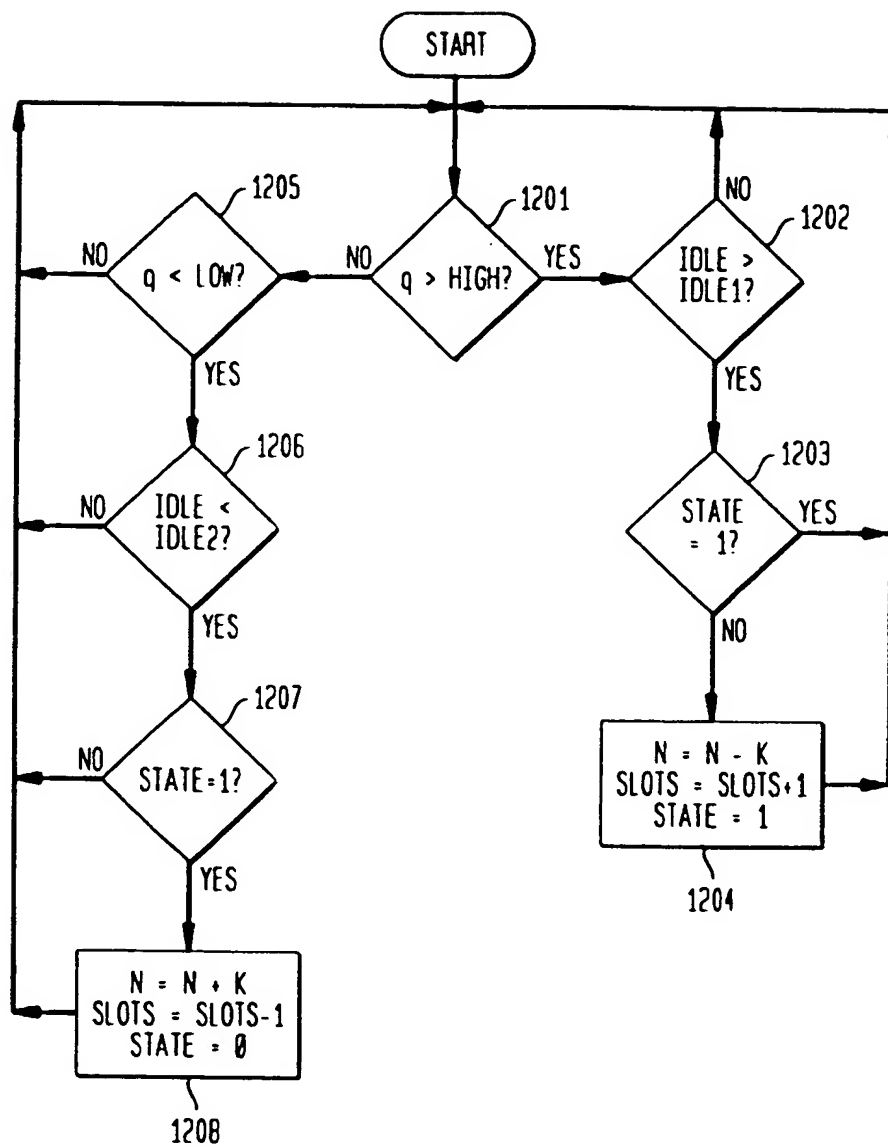 START
1205
1201
NO
1202
NO
q < LOW?
NO
q > HIGH?
YES
IDLE >
IDLE1?
YES
YES
1206
1203
NO
IDLE <
IDLE2?
STATE
= 1?
YES
YES
NO
1207
NO
STATE=1?
N = N - K
SLOTS = SLOTS+1
STATE = 1
YES
1204
N = N + K
SLOTS = SLOTS-1
STATE = 0
1208